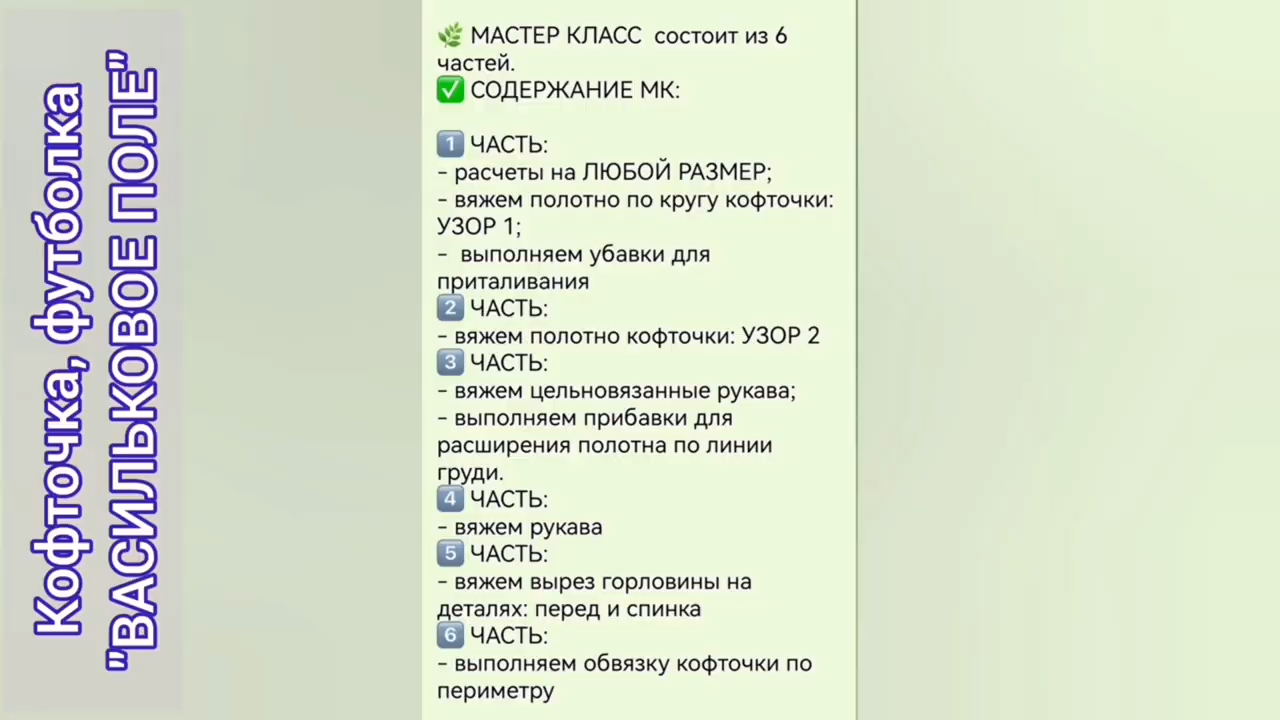 Кофточка, футболка
"ВАСИЛЬКОВОЕ ПОЛЕ"
🌿 МАСТЕР КЛАСС состоит из 6
частей.
✅ СОДЕРЖАНИЕ МК:
1️⃣ ЧАСТЬ:
- расчеты на ЛЮБОЙ РАЗМЕР;
- вяжем полотно по кругу кофточки:
УЗОР 1;
- выполняем убавки для
приталивания
2️⃣ ЧАСТЬ:
- вяжем полотно кофточки: УЗОР 2
3️⃣ ЧАСТЬ:
- вяжем цельновязанные рукава;
- выполняем прибавки для
расширения полотна по линии
груди.
4️⃣ ЧАСТЬ:
- вяжем рукава
5️⃣ ЧАСТЬ:
- вяжем вырез горловины на
деталях: перед и спинка
6️⃣ ЧАСТЬ:
- выполняем обвязку кофточки по
периметру